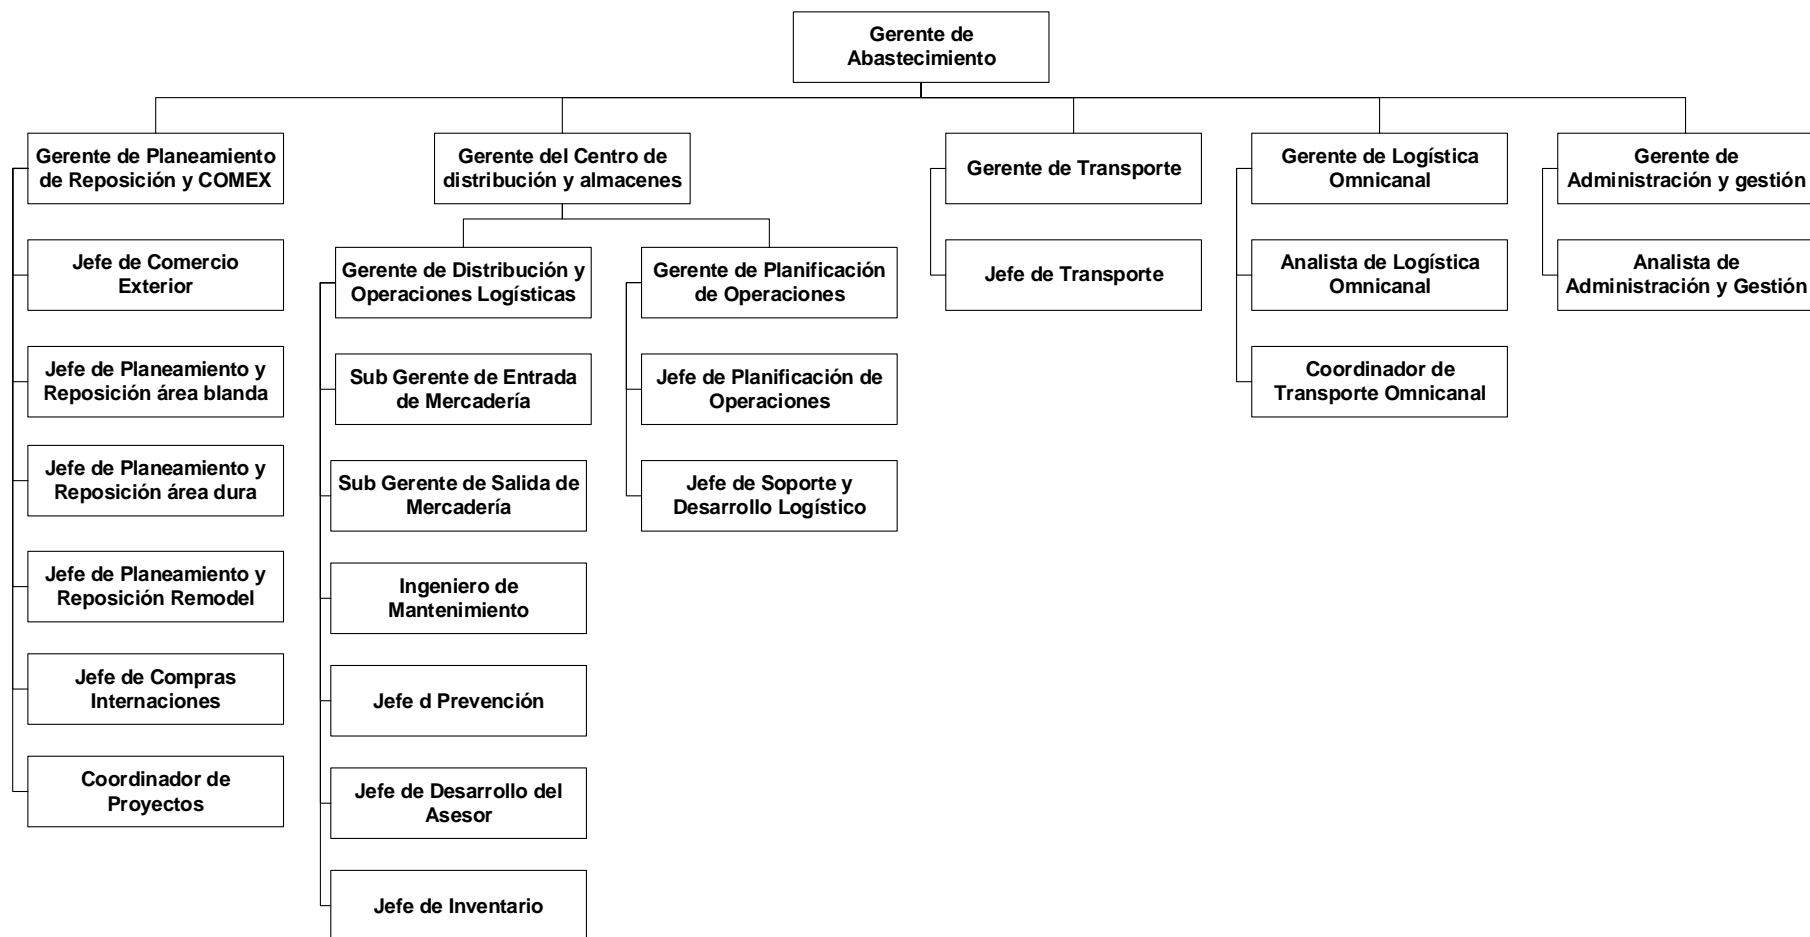 Gerente de
Abastecimiento
Gerente de Planeamiento
de Reposición y COMEX
Gerente del Centro de
distribución y almacenes
Gerente de Transporte
Gerente de Logística
Omnicanal
Gerente de
Administración y gestión
Jefe de Comercio
Exterior
Gerente de Distribución y
Operaciones Logísticas
Gerente de Planificación
de Operaciones
Jefe de Transporte
Analista de Logística
Omnicanal
Analista de
Administración y Gestión
Jefe de Planeamiento y
Reposición área blanda
Sub Gerente de Entrada
de Mercadería
Jefe de Planificación de
Operaciones
Coordinador de
Transporte Omnicanal
Jefe de Planeamiento y
Reposición área dura
Sub Gerente de Salida de
Mercadería
Jefe de Soporte y
Desarrollo Logístico
Jefe de Planeamiento y
Reposición Remodel
Ingeniero de
Mantenimiento
Jefe de Compras
Internaciones
Jefe d Prevención
Coordinador de
Proyectos
Jefe de Desarrollo del
Asesor
Jefe de Inventario